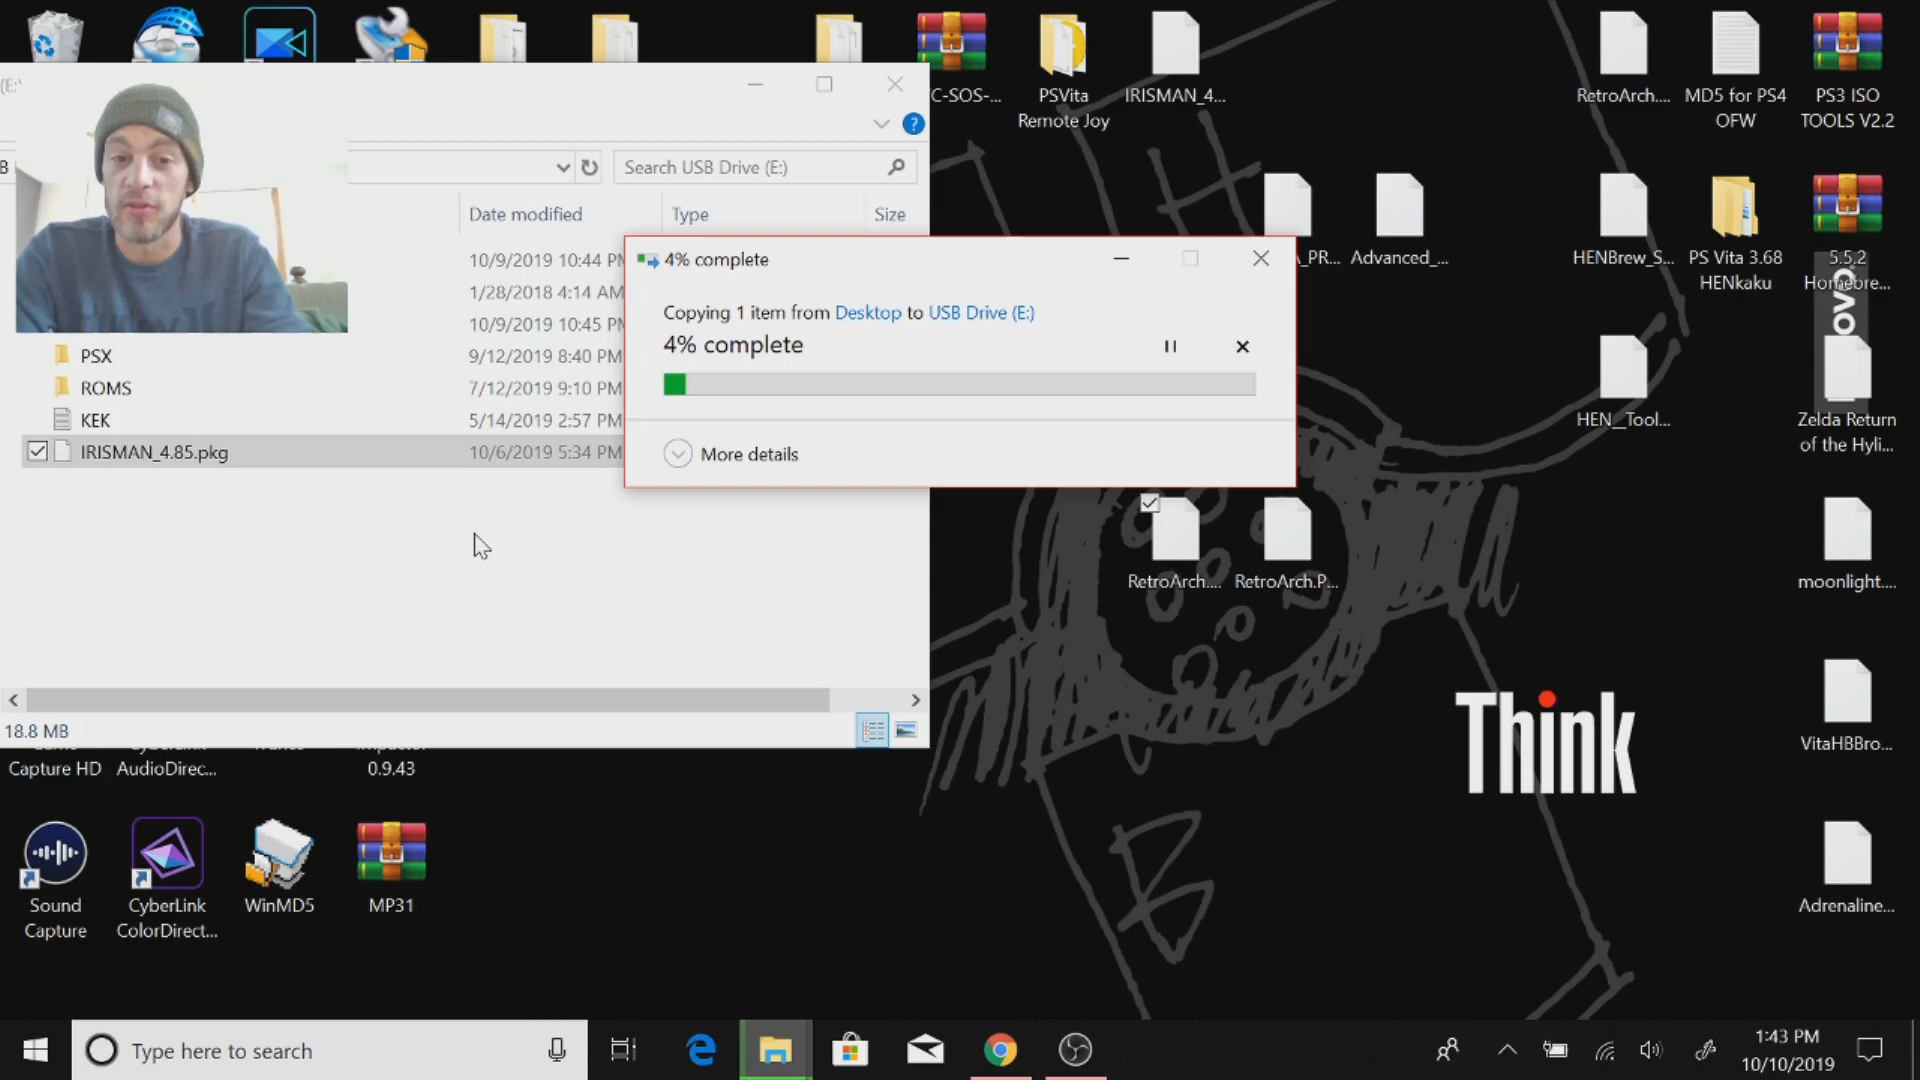 C-SOS-...
PSVita
Remote Joy
IRISMAN_4...
RetroArch....
MD5 for PS4
OFW
PS3 ISO
TOOLS V2.2
(E:
B
Search USB Drive (E:)
Date modified
Type
Size
10/9/2019 10:44 PM
1/28/2018 4:14 AM
10/9/2019 10:45 PM
PSX
9/12/2019 8:40 PM
ROMS
7/12/2019 9:10 PM
KEK
5/14/2019 2:57 PM
IRISMAN_4.85.pkg
10/6/2019 5:34 PM
18.8 MB
4% complete
Copying 1 item from Desktop to USB Drive (E:)
4% complete
More details
_PR...
Advanced_...
HENBrew_S...
PS Vita 3.68
HENkaku
5.5.2
Homebre...
HEN__Tool...
Zelda Return
of the Hyli...
RetroArch....
RetroArch.P...
moonlight....
VitaHBBro...
Adrenaline...
Think
H
B
Capture HD
AudioDirec...
0.9.43
Sound
Capture
CyberLink
ColorDirect...
WinMD5
MP31
Type here to search
1:43 PM
10/10/2019